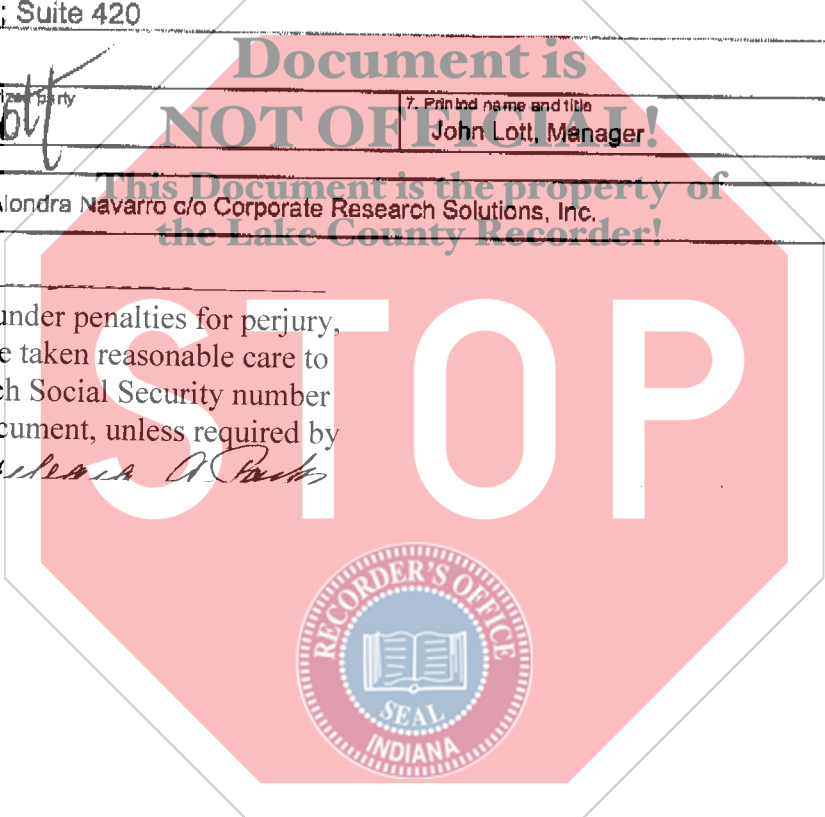 ; Suite 420
Document is
NOT OFFICIAL!
7. Printed name and title
John Lott, Manager
This Document is the property of
londra Navarro c/o Corporate Research Solutions, Inc.
the Lake County Recorder!
under penalties for perjury,
e taken reasonable care to
ch Social Security number
cument, unless required by
STOP
RECORDER'S OFFICE
SEAL
INDIANA